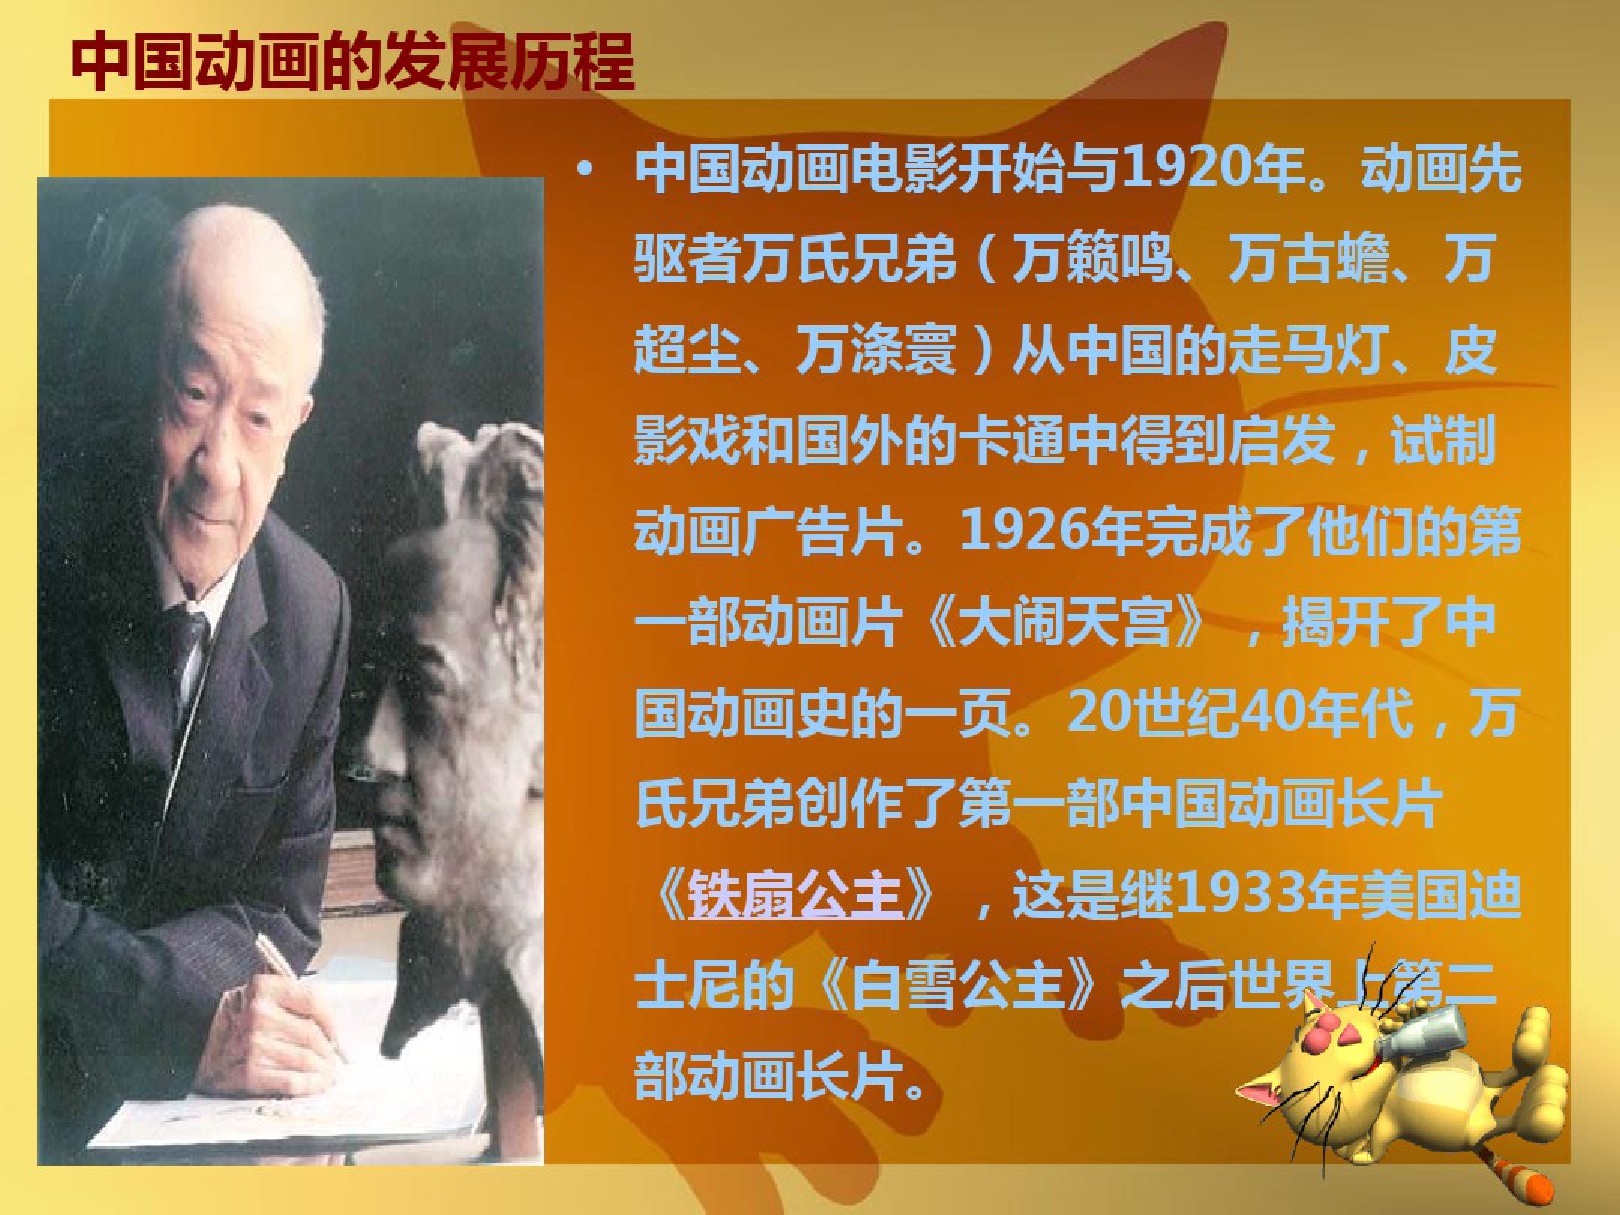 中国动画的发展历程
• 中国动画电影开始与1920年。动画先
驱者万氏兄弟（万籁鸣、万古蟾、万
超尘、万涤寰）从中国的走马灯、皮
影戏和国外的卡通中得到启发，试制
动画广告片。1926年完成了他们的第
一部动画片《大闹天宫》，揭开了中
国动画史的一页。20世纪40年代，万
氏兄弟创作了第一部中国动画长片
《铁扇公主》，这是继1933年美国迪
士尼的《白雪公主》之后世界上第二
部动画长片。